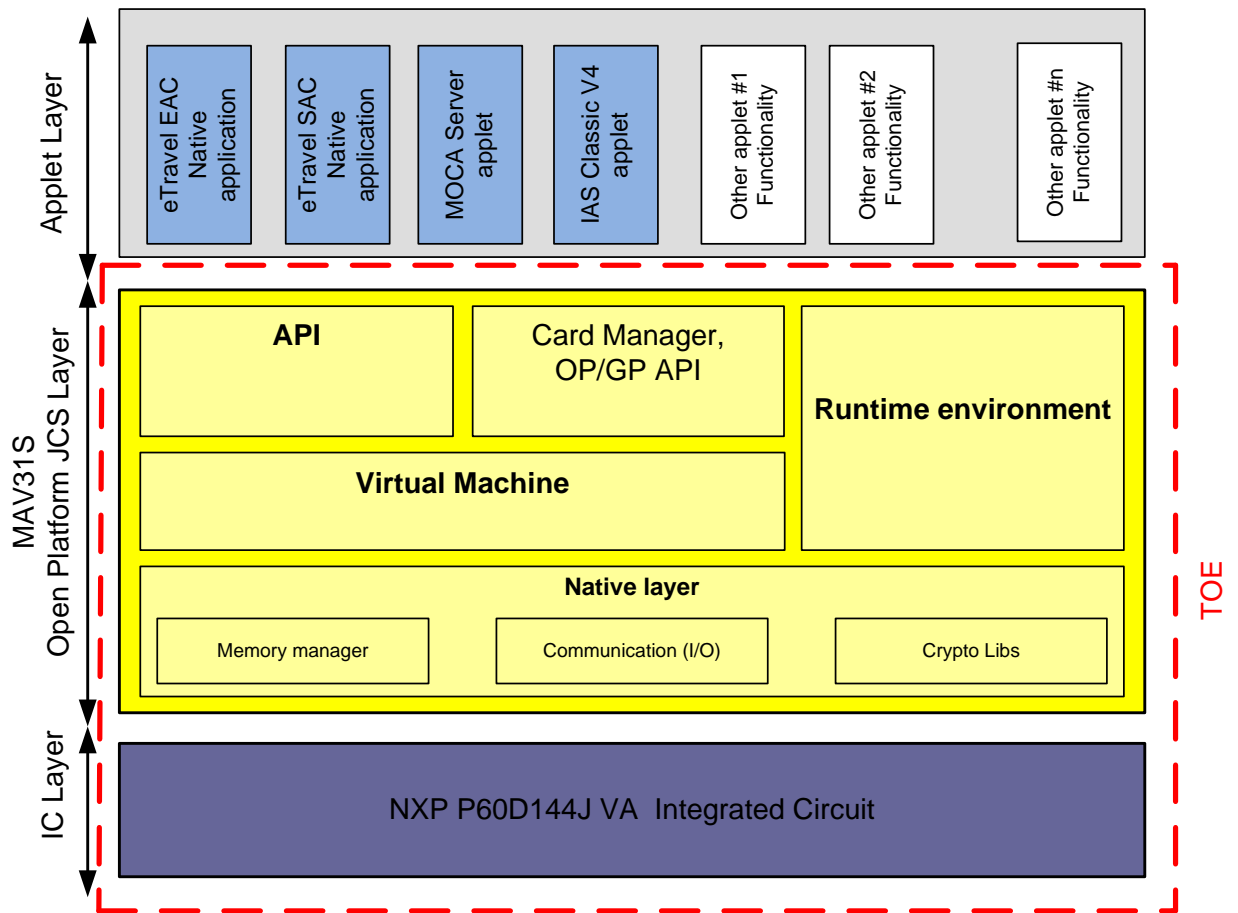 Applet Layer
eTravel EAC
Native
application
eTravel SAC
Native
application
MOCA Server
applet
IAS Classic V4
applet
Other applet #1
Functionality
Other applet #2
Functionality
Other applet #n
Functionality
MAV31S
Open Platform JCS Layer
API
Card Manager,
OP/GP API
Runtime environment
Virtual Machine
Native layer
Memory manager
Communication (I/O)
Crypto Libs
TOE
IC Layer
NXP P60D144J VA Integrated Circuit